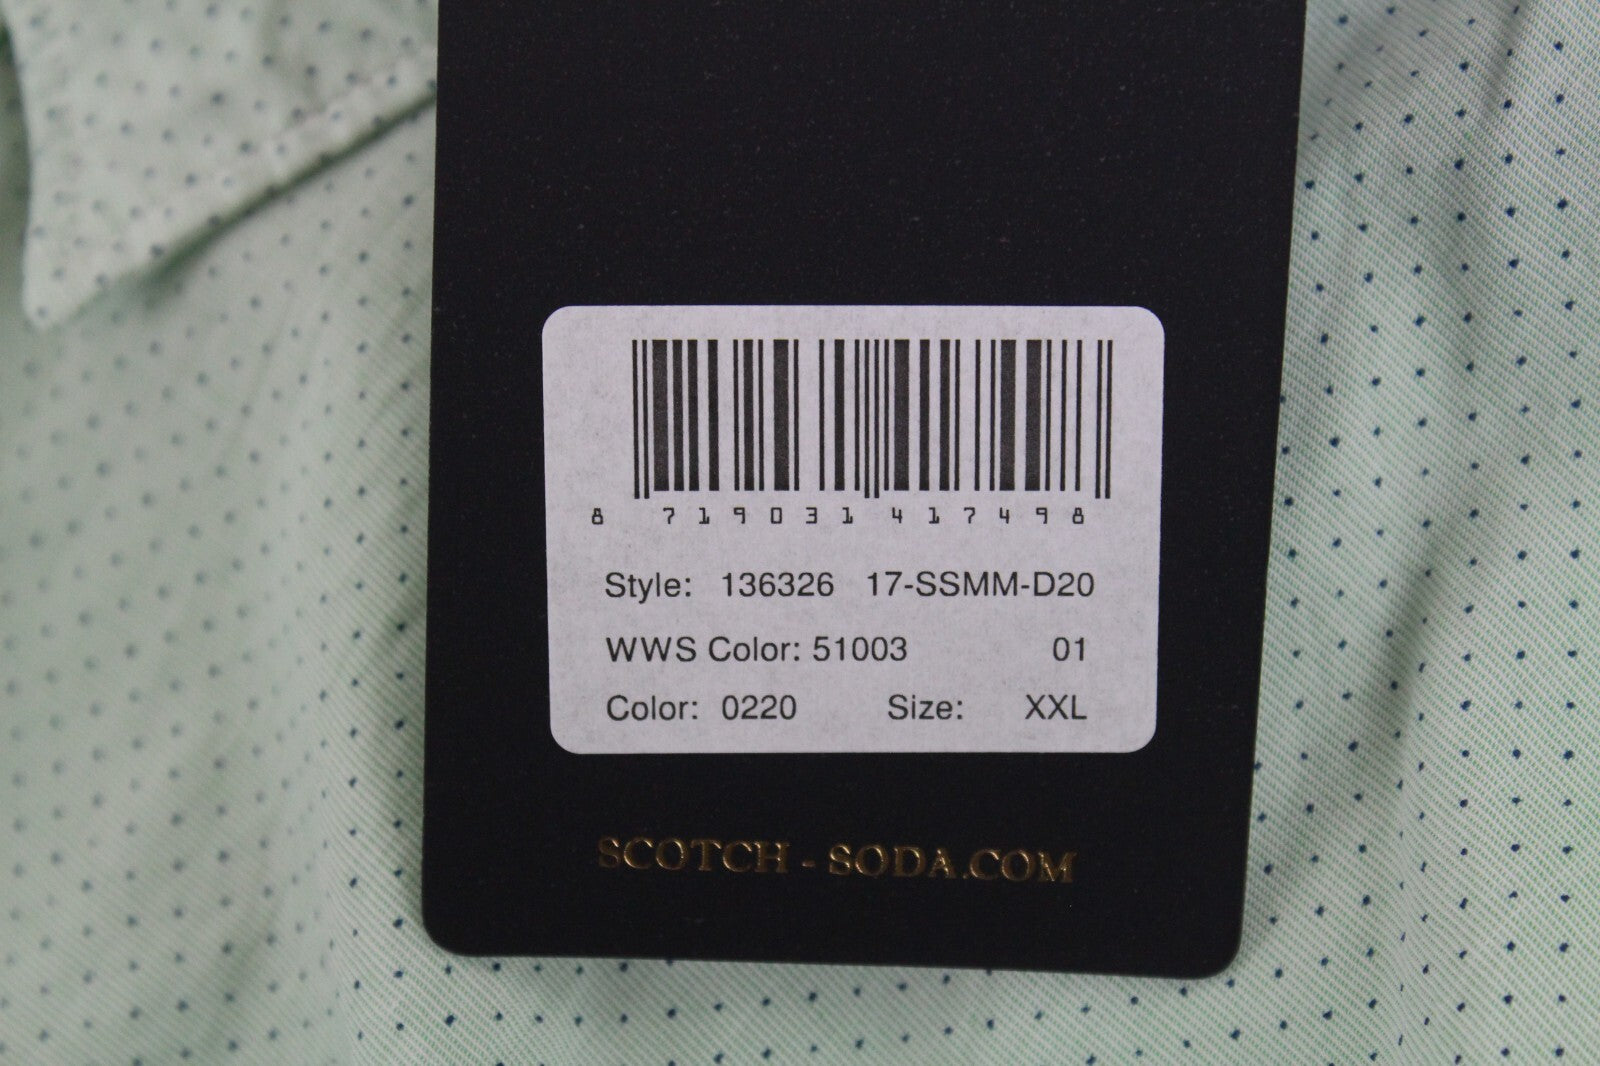 8 719031 417498
Style: 136326 17-SSMM-D20
WWS Color: 51003 01
Color: 0220 Size: XXL
SCOTCH - SODA.COM